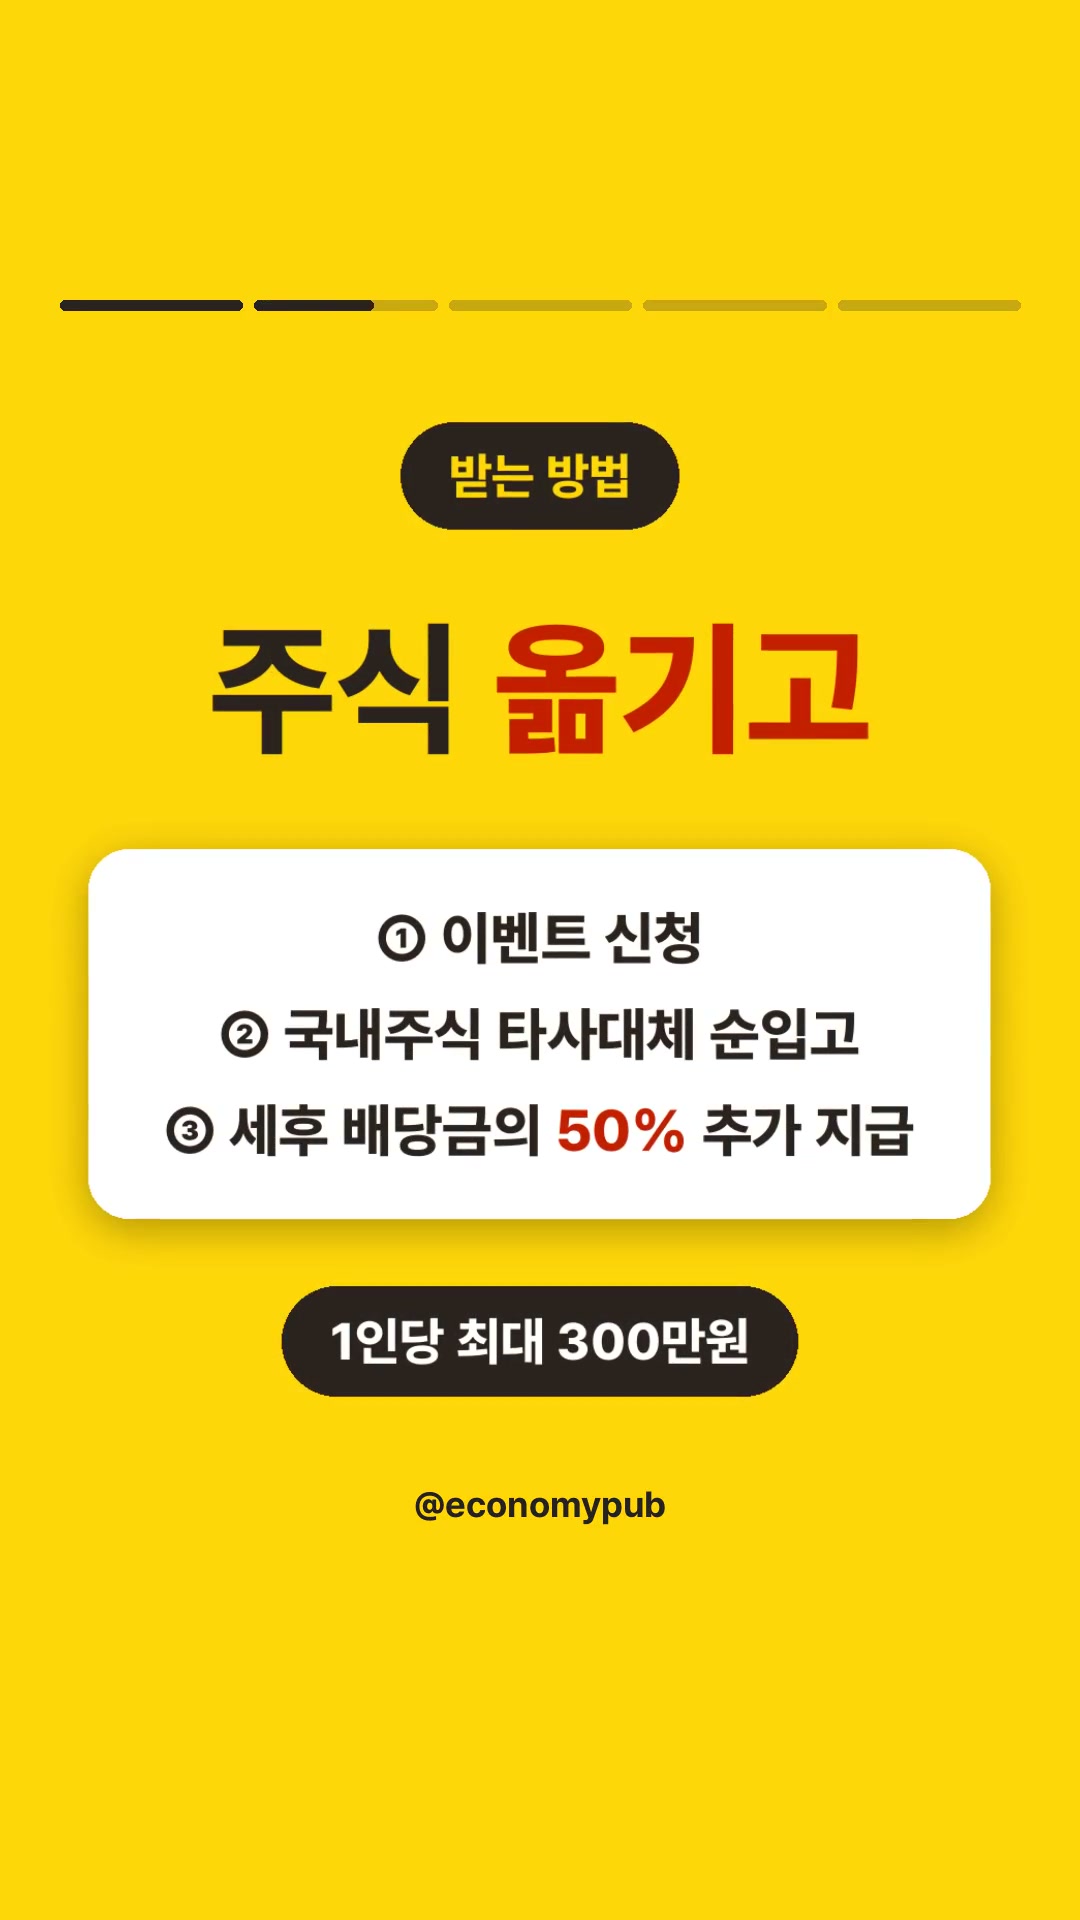 받는 방법
주식 옮기고
① 이벤트 신청
② 국내주식 타사대체 순입고
③ 세후 배당금의 50% 추가 지급
1인당 최대 300만원
@economypub